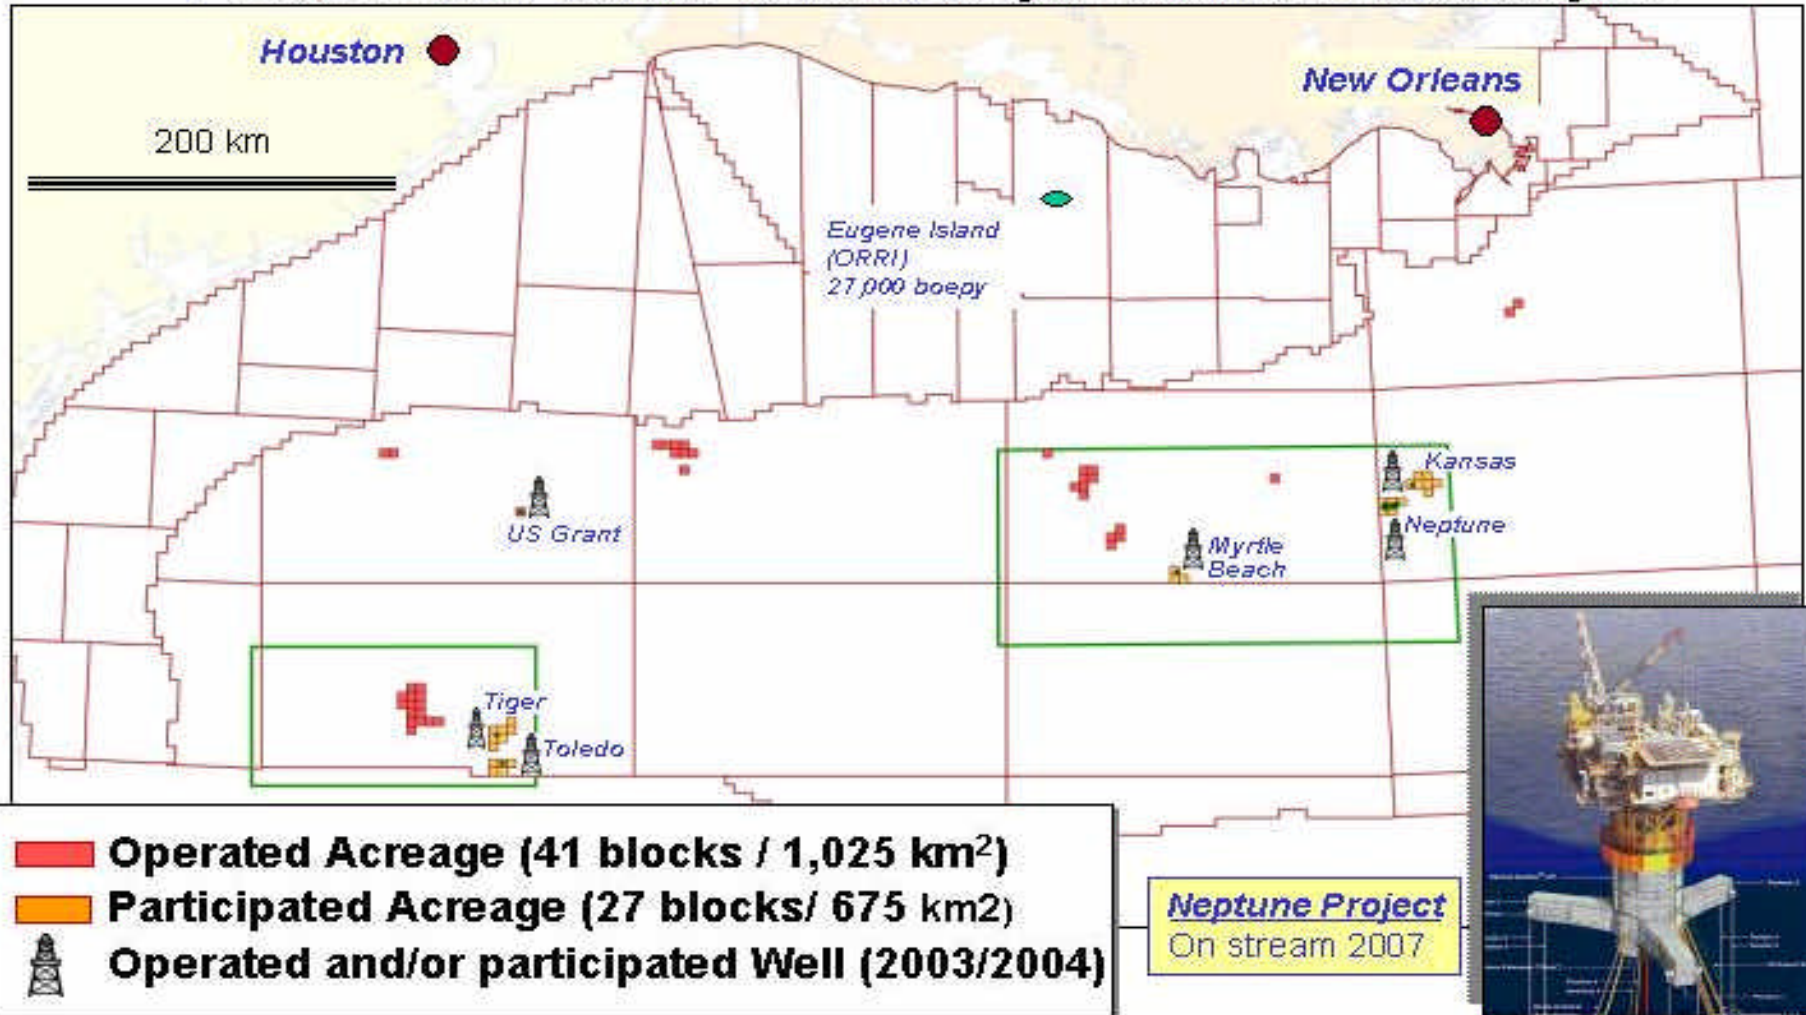 Houston
New Orleans
200 km
Eugene Island
(ORRI)
27,000 boepy
Kansas
US Grant
Neptune
Myrtle
Beach
Tiger
Toledo
Operated Acreage (41 blocks / 1,025 km²)
Participated Acreage (27 blocks/ 675 km2)
Operated and/or participated Well (2003/2004)
Neptune Project
On stream 2007